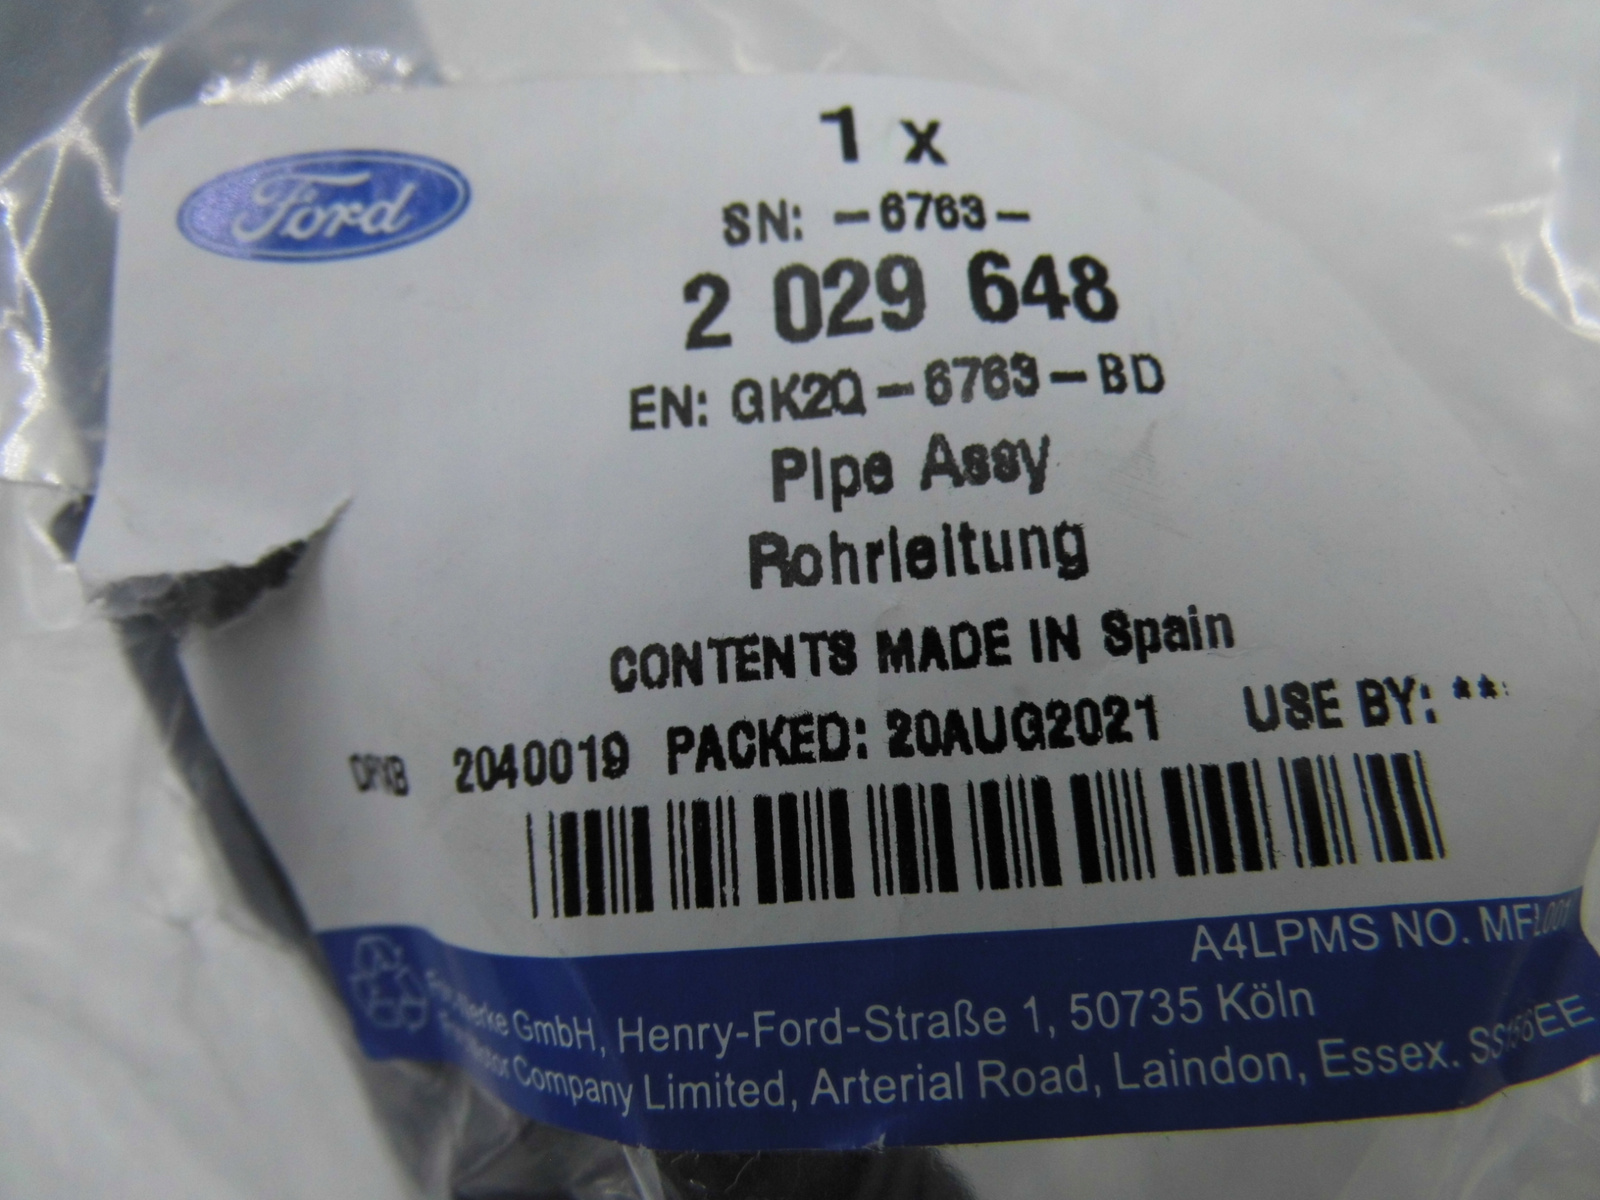 Ford
1 x
SN: -6763-
2 029 648
EN: GK2Q-6763-BD
Pipe Assy
Rohrleitung
CONTENTS MADE IN Spain
2040019 PACKED: 20AUG2021 USE BY: **
A4LPMS NO.
GmbH, Henry-Ford-Straße 1, 50735 Köln
Company Limited, Arterial Road, Laindon, Essex.